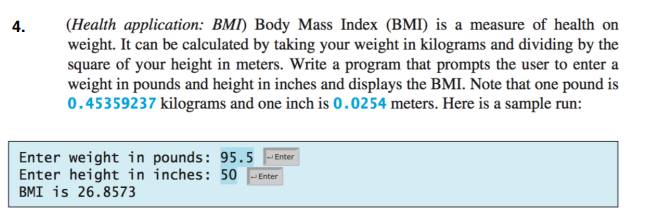 4. (Health application: BMI) Body Mass Index (BMI) is a measure of health on
weight. It can be calculated by taking your weight in kilograms and dividing by the
square of your height in meters. Write a program that prompts the user to enter a
weight in pounds and height in inches and displays the BMI. Note that one pound is
0.45359237 kilograms and one inch is 0.0254 meters. Here is a sample run:
Enter weight in pounds: 95.5 ↵Enter
Enter height in inches: 50 ↵Enter
BMI is 26.8573